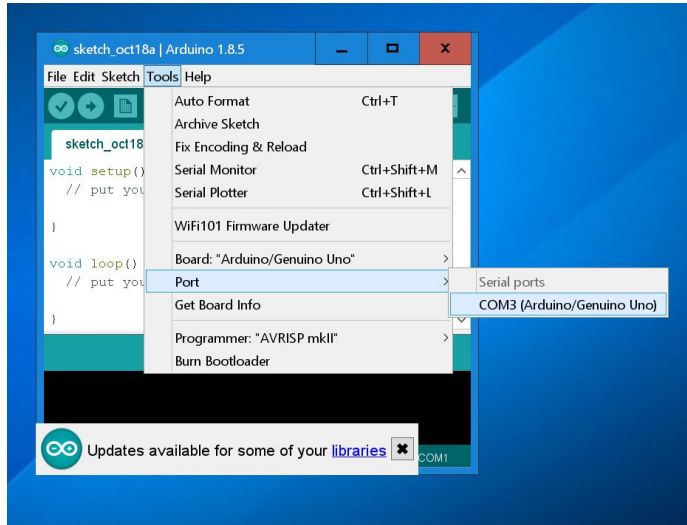 sketch_oct18a | Arduino 1.8.5
File Edit Sketch Tools Help
Auto Format Ctrl+T
Archive Sketch
sketch_oct18
Fix Encoding & Reload
void setup()
Serial Monitor Ctrl+Shift+M
// put you
Serial Plotter Ctrl+Shift+L
}
WiFi101 Firmware Updater
void loop()
Board: "Arduino/Genuino Uno"
// put you
Port
Serial ports
Get Board Info
COM3 (Arduino/Genuino Uno)
}
Programmer: "AVRISP mkII"
Burn Bootloader
Updates available for some of your libraries
COM1